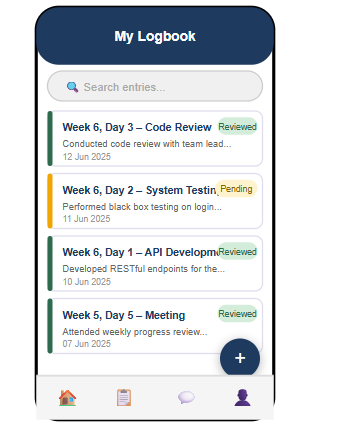 My Logbook
Search entries...
Week 6, Day 3 – Code Review Reviewed
Conducted code review with team lead...
12 Jun 2025
Week 6, Day 2 – System Testin Pending
Performed black box testing on login...
11 Jun 2025
Week 6, Day 1 – API Developm Reviewed
Developed RESTful endpoints for the...
10 Jun 2025
Week 5, Day 5 – Meeting Reviewed
Attended weekly progress review...
07 Jun 2025
+